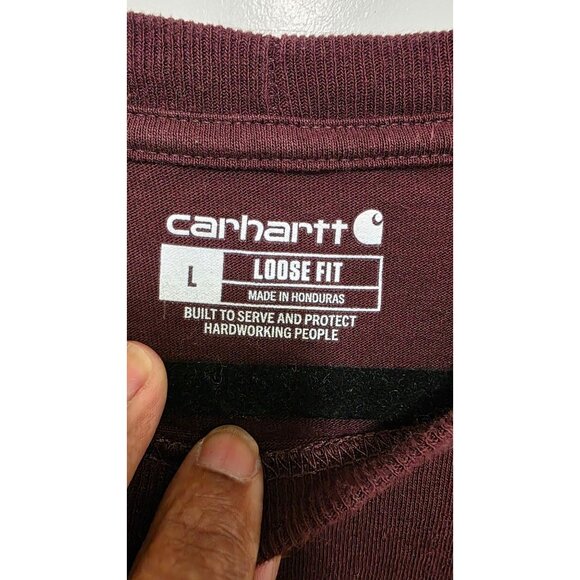 carhartt
L LOOSE FIT
MADE IN HONDURAS
BUILT TO SERVE AND PROTECT
HARDWORKING PEOPLE